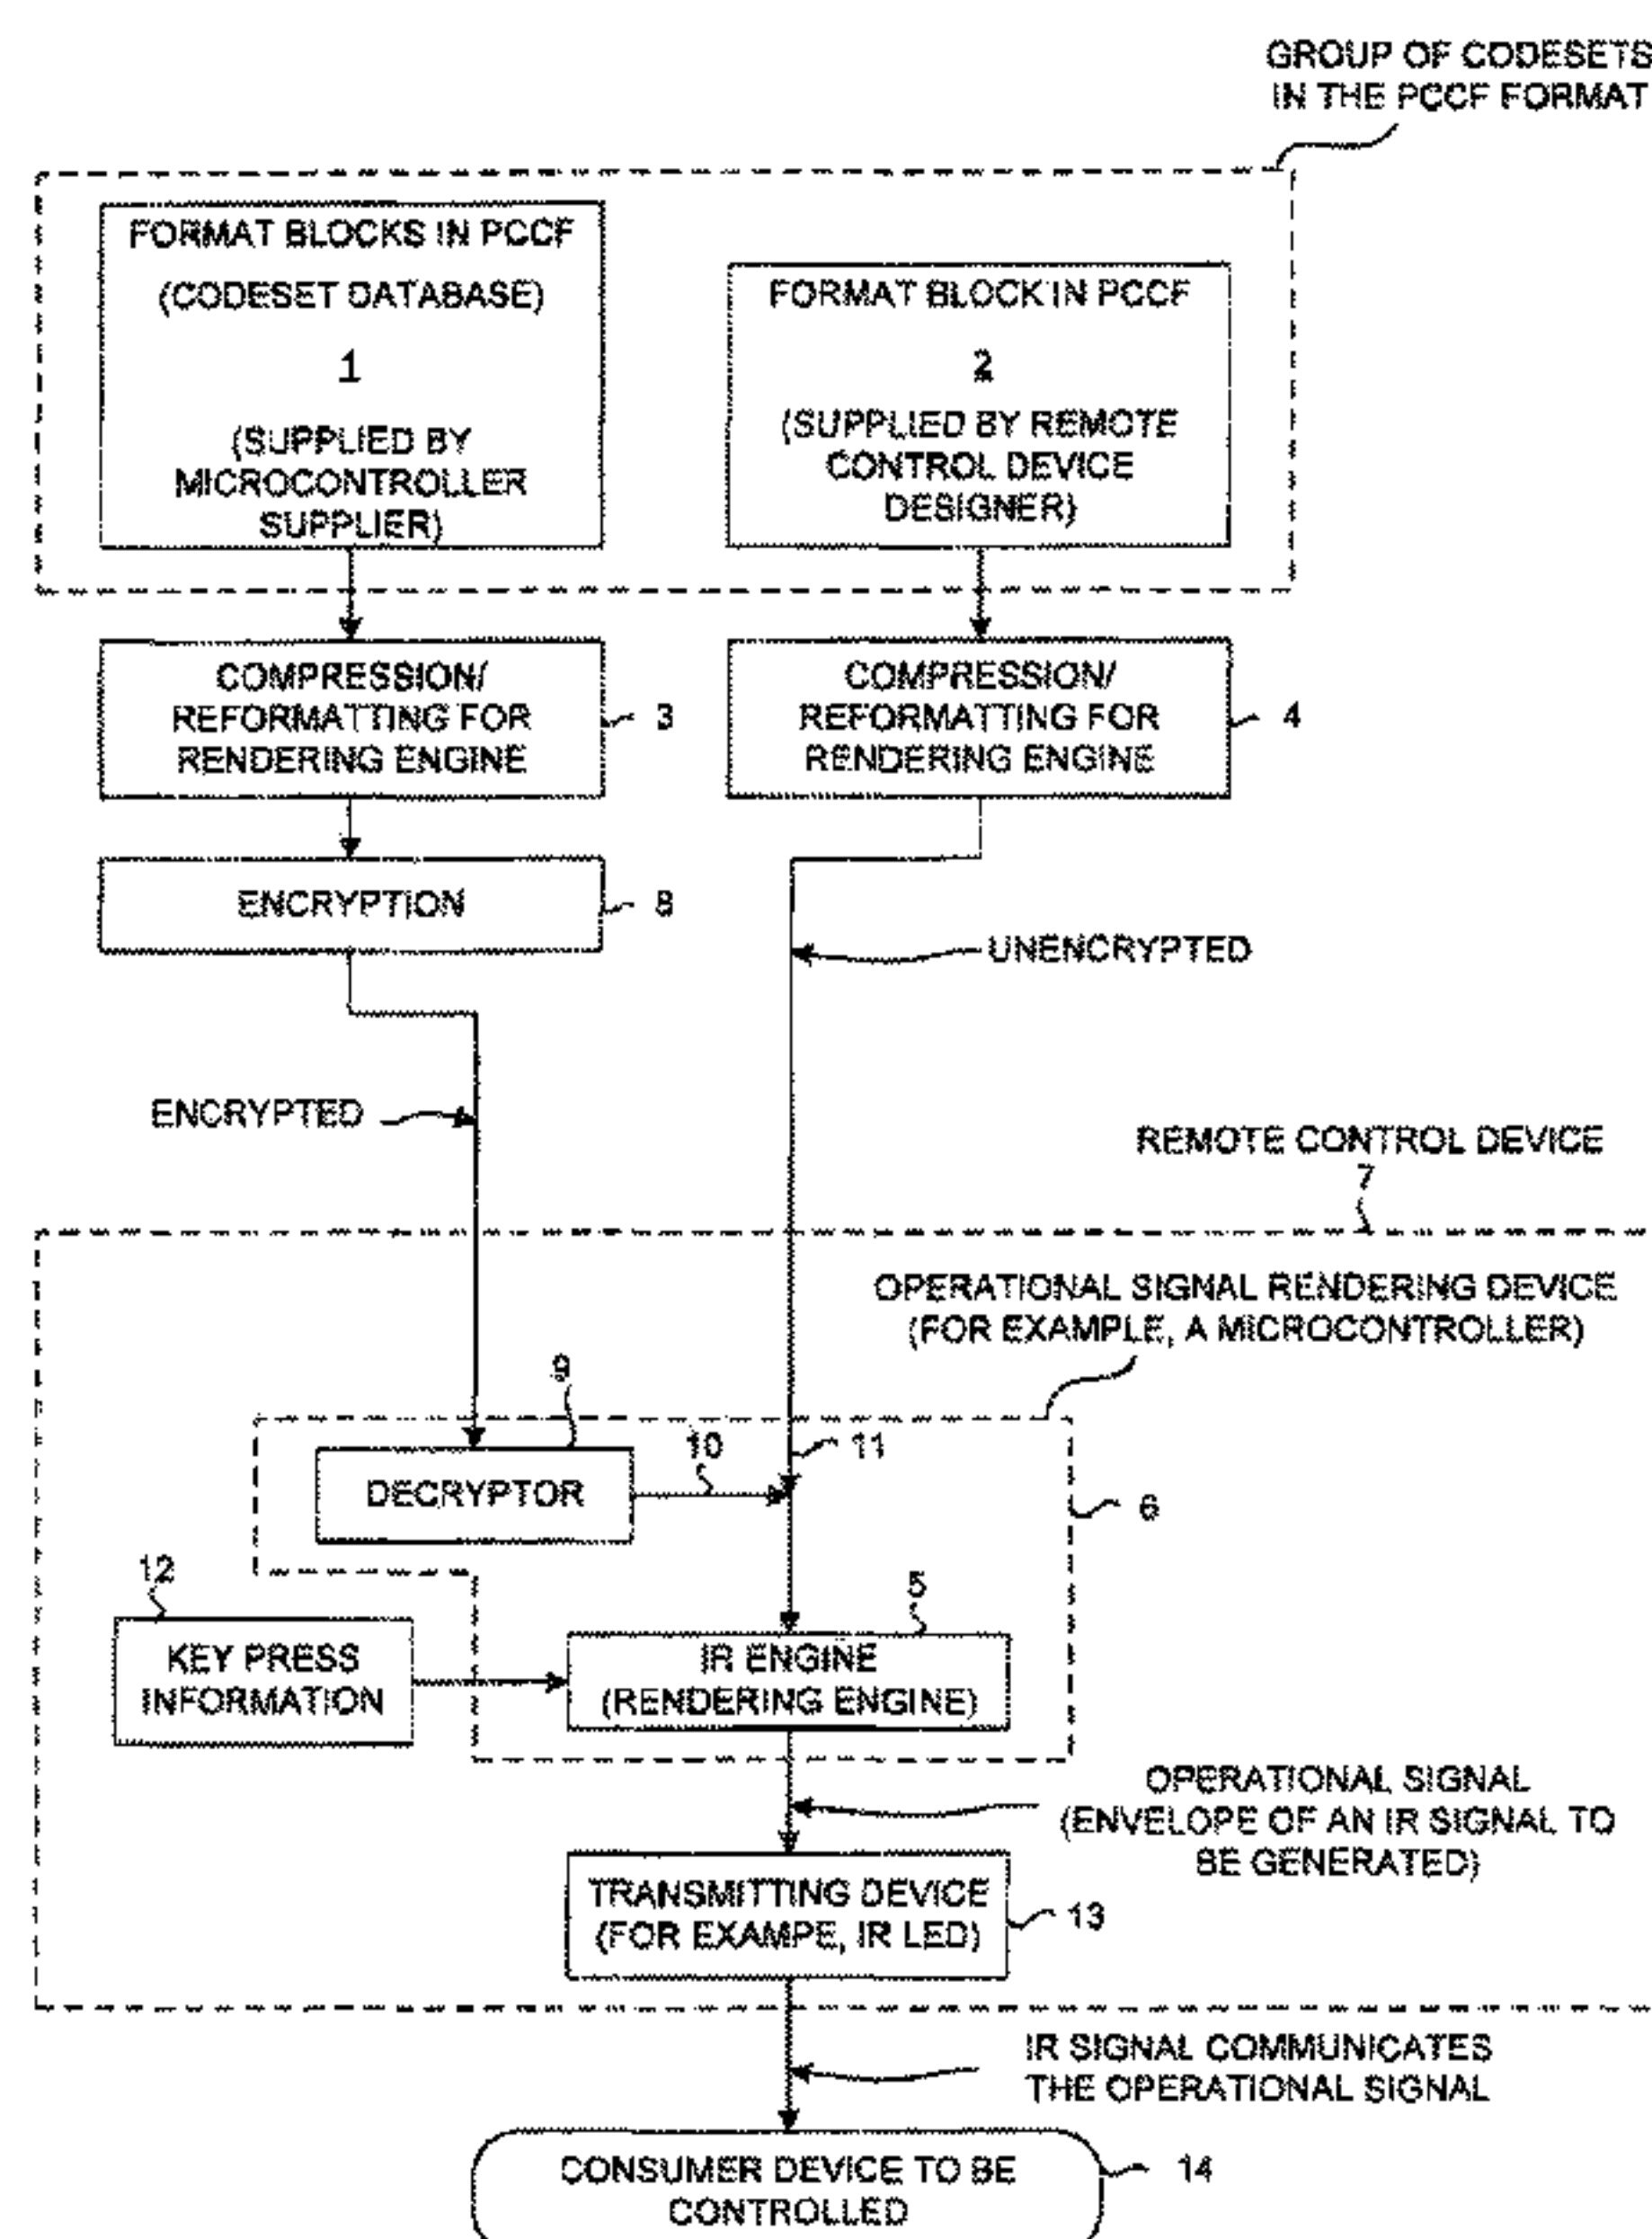 GROUP OF CODESETS
IN THE PCCF FORMAT
FORMAT BLOCKS IN PCCF
(CODESET DATABASE)
1
(SUPPLIED BY
MICROCONTROLLER
SUPPLIER)
FORMAT BLOCK IN PCCF
2
(SUPPLIED BY REMOTE
CONTROL DEVICE
DESIGNER)
COMPRESSION/
REFORMATTING FOR
RENDERING ENGINE
3
COMPRESSION/
REFORMATTING FOR
RENDERING ENGINE
4
ENCRYPTION
8
UNENCRYPTED
ENCRYPTED
REMOTE CONTROL DEVICE
7
OPERATIONAL SIGNAL RENDERING DEVICE
(FOR EXAMPLE, A MICROCONTROLLER)
9
DECRYPTOR
10
11
6
12
KEY PRESS
INFORMATION
5
IR ENGINE
(RENDERING ENGINE)
OPERATIONAL SIGNAL
(ENVELOPE OF AN IR SIGNAL TO
BE GENERATED)
TRANSMITTING DEVICE
(FOR EXAMPE, IR LED)
13
IR SIGNAL COMMUNICATES
THE OPERATIONAL SIGNAL
CONSUMER DEVICE TO BE
CONTROLLED
14